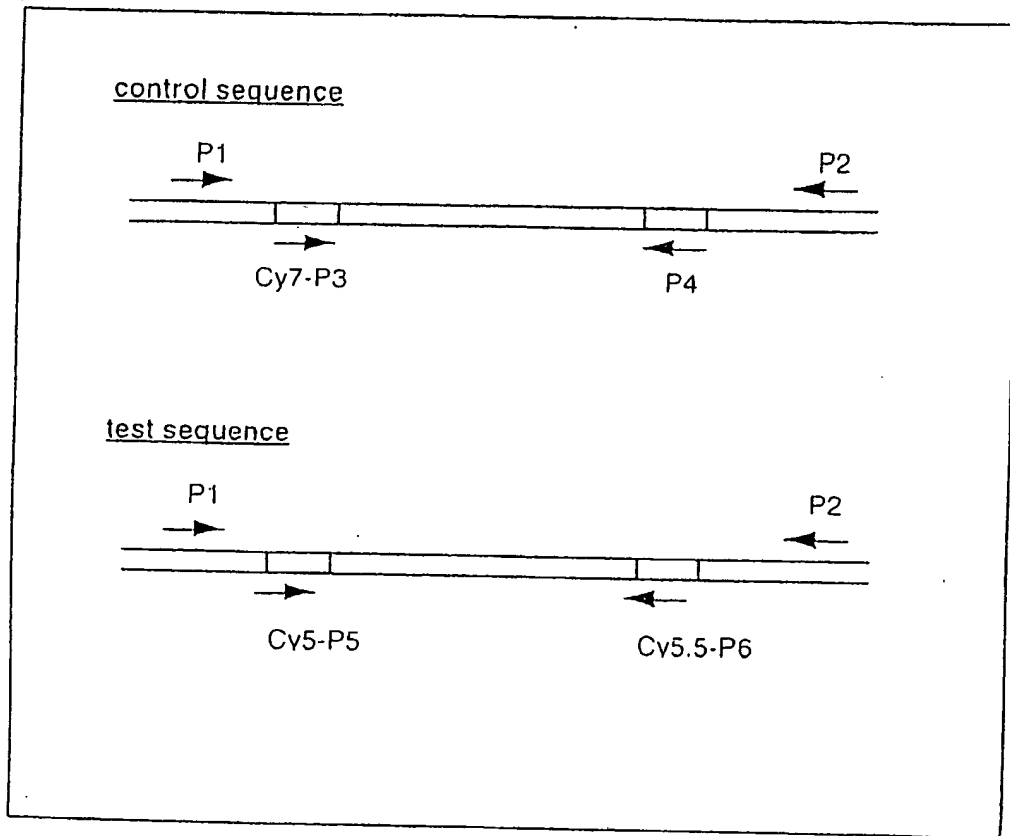 control sequence
P1
P2
Cy7-P3
P4
test sequence
P1
P2
Cy5-P5
Cy5.5-P6